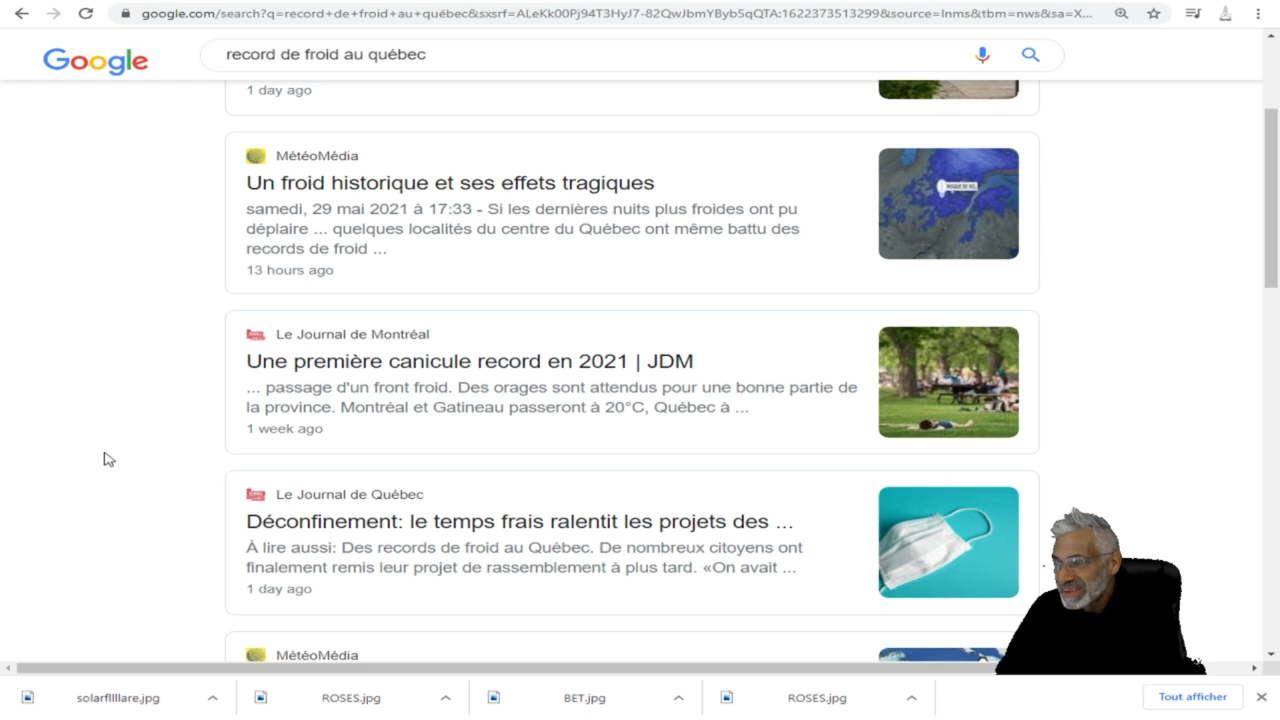 google.com/search?q=record+de+froid+au+québec&sxsrf=ALeKk00Pj94T3HyJ7-82QwJbmYByb5qQTA:1622373513299&source=lnms&tbm=nws&sa=X...
Google
record de froid au québec
1 day ago
MétéoMédia
Un froid historique et ses effets tragiques
samedi, 29 mai 2021 à 17:33 - Si les dernières nuits plus froides ont pu
déplaire ... quelques localités du centre du Québec ont même battu des
records de froid ...
13 hours ago
Le Journal de Montréal
Une première canicule record en 2021 | JDM
... passage d'un front froid. Des orages sont attendus pour une bonne partie de
la province. Montréal et Gatineau passeront à 20°C, Québec à ...
1 week ago
Le Journal de Québec
Déconfinement: le temps frais ralentit les projets des ...
À lire aussi: Des records de froid au Québec. De nombreux citoyens ont
finalement remis leur projet de rassemblement à plus tard. «On avait ...
1 day ago
MétéoMédia
solarfllllare.jpg
ROSES.jpg
BET.jpg
ROSES.jpg
Tout afficher